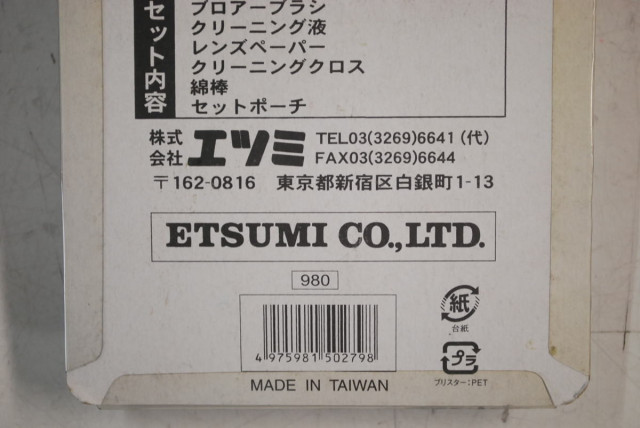 セット内容
ブロアーブラシ
クリーニング液
レンズペーパー
クリーニングクロス
綿棒
セットポーチ
株式会社 エツミ
TEL03(3269)6641(代)
FAX03(3269)6644
〒162-0816 東京都新宿区白銀町1-13
ETSUMI CO.,LTD.
980
4975981502798
MADE IN TAIWAN
紙
台紙
プラ
ブリスター:PET